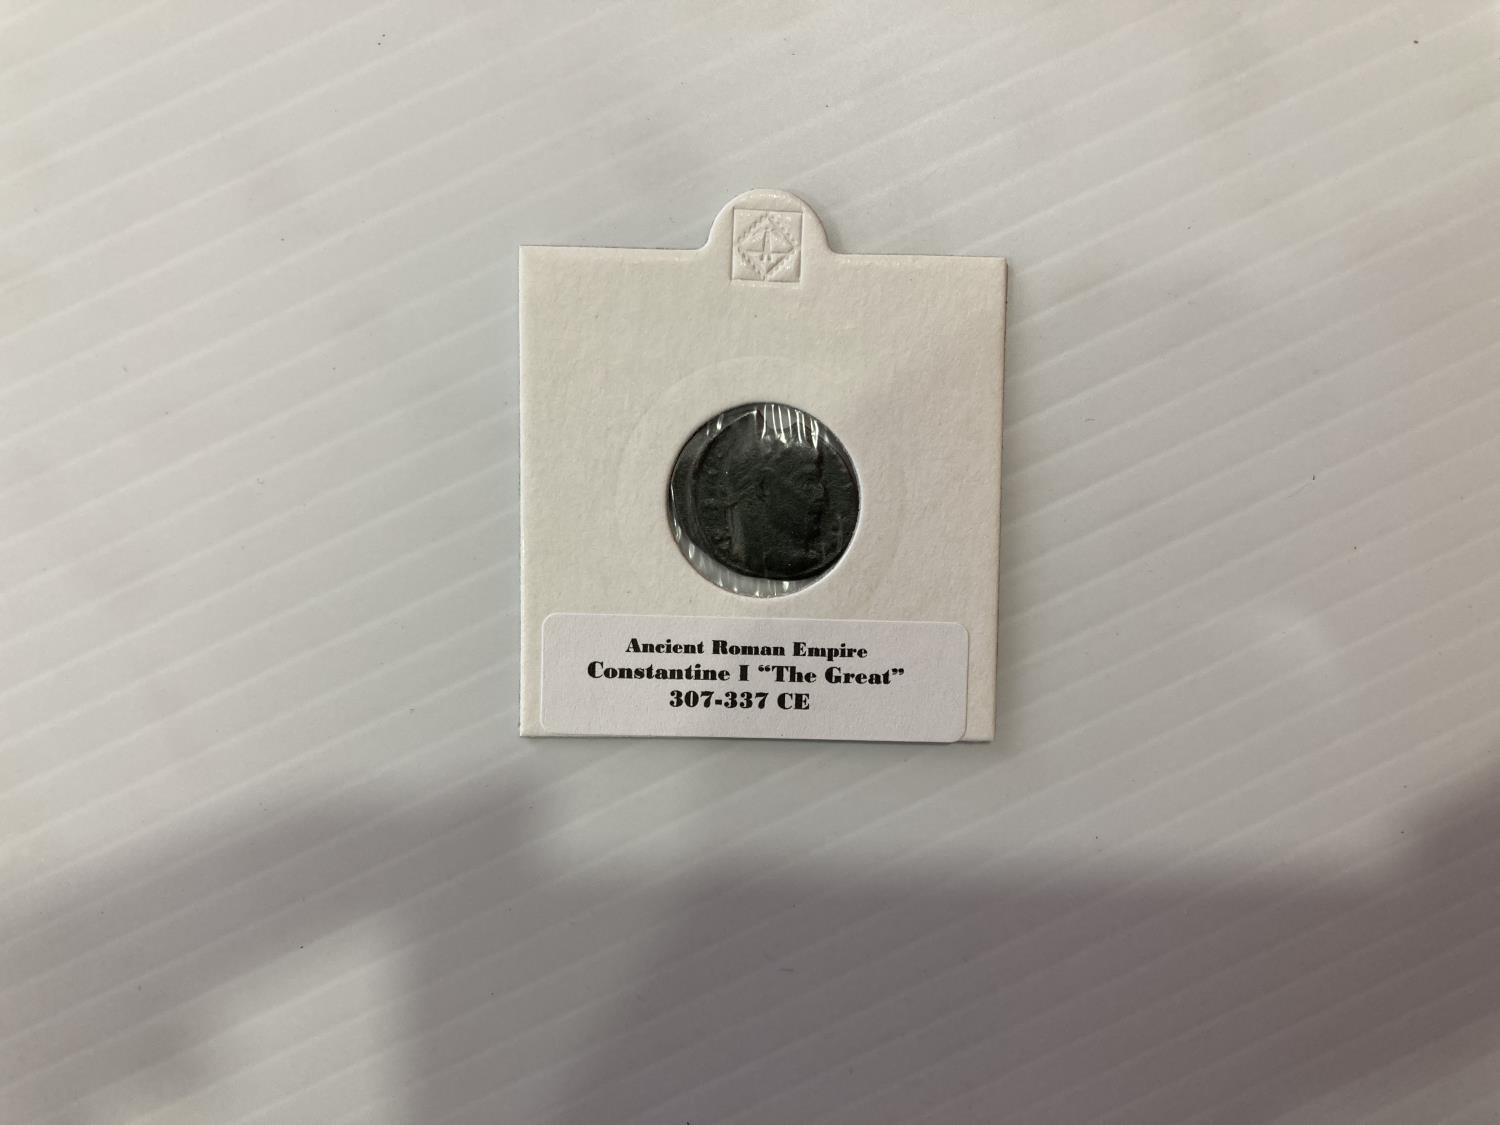 Ancient Roman Empire
Constantine I “The Great”
307-337 CE